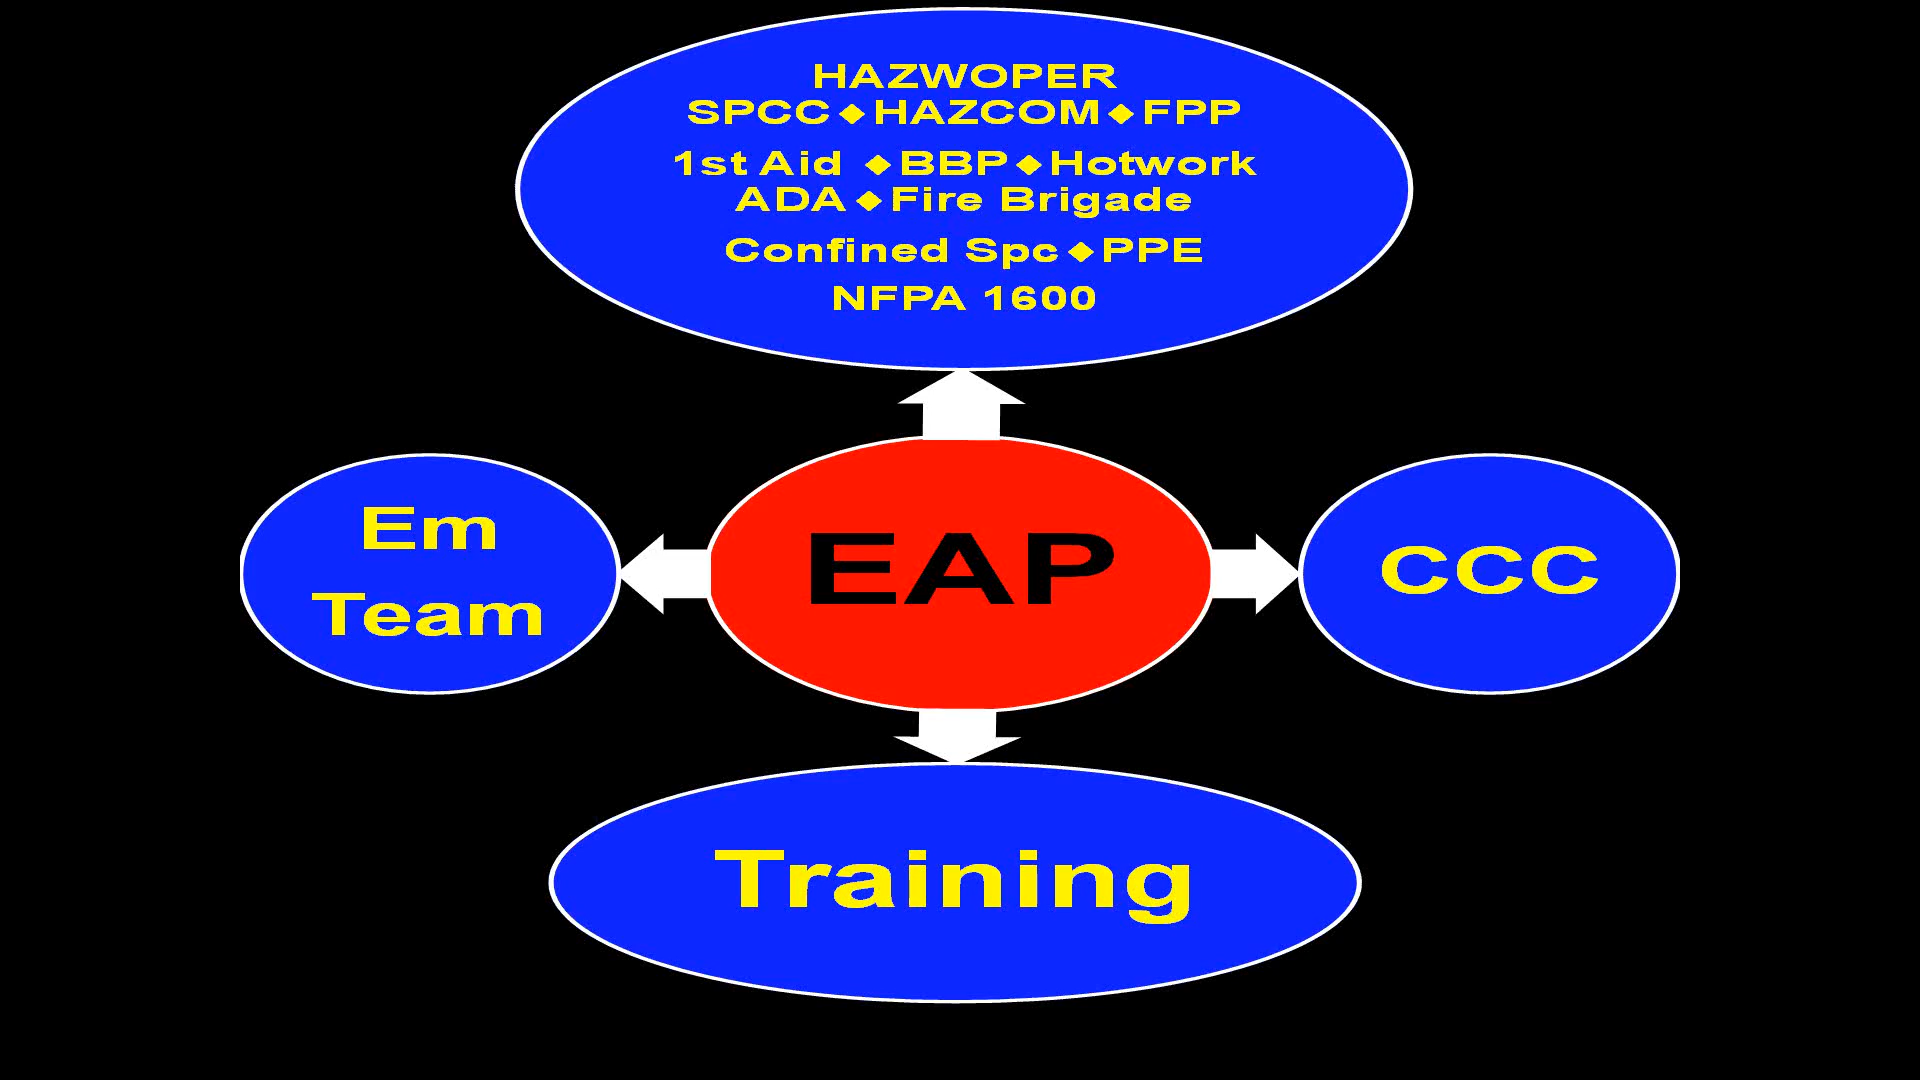 HAZWOPER
SPCC◆HAZCOM◆FPP
1st Aid ◆BBP◆Hotwork
ADA◆Fire Brigade
Confined Spc◆PPE
NFPA 1600
Em
Team
EAP
CCC
Training